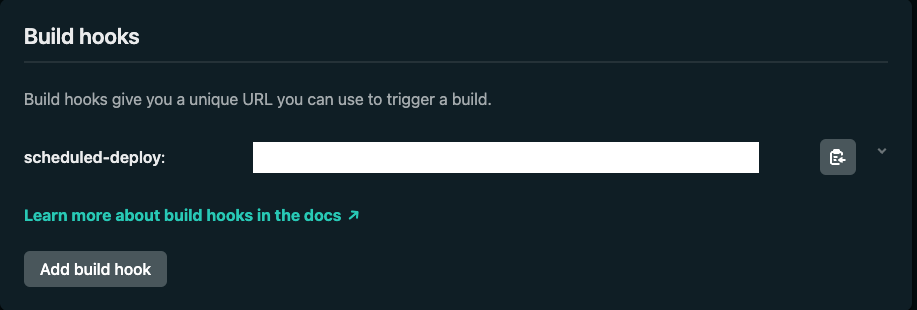 Build hooks
Build hooks give you a unique URL you can use to trigger a build.
scheduled-deploy:
Learn more about build hooks in the docs ↗
Add build hook